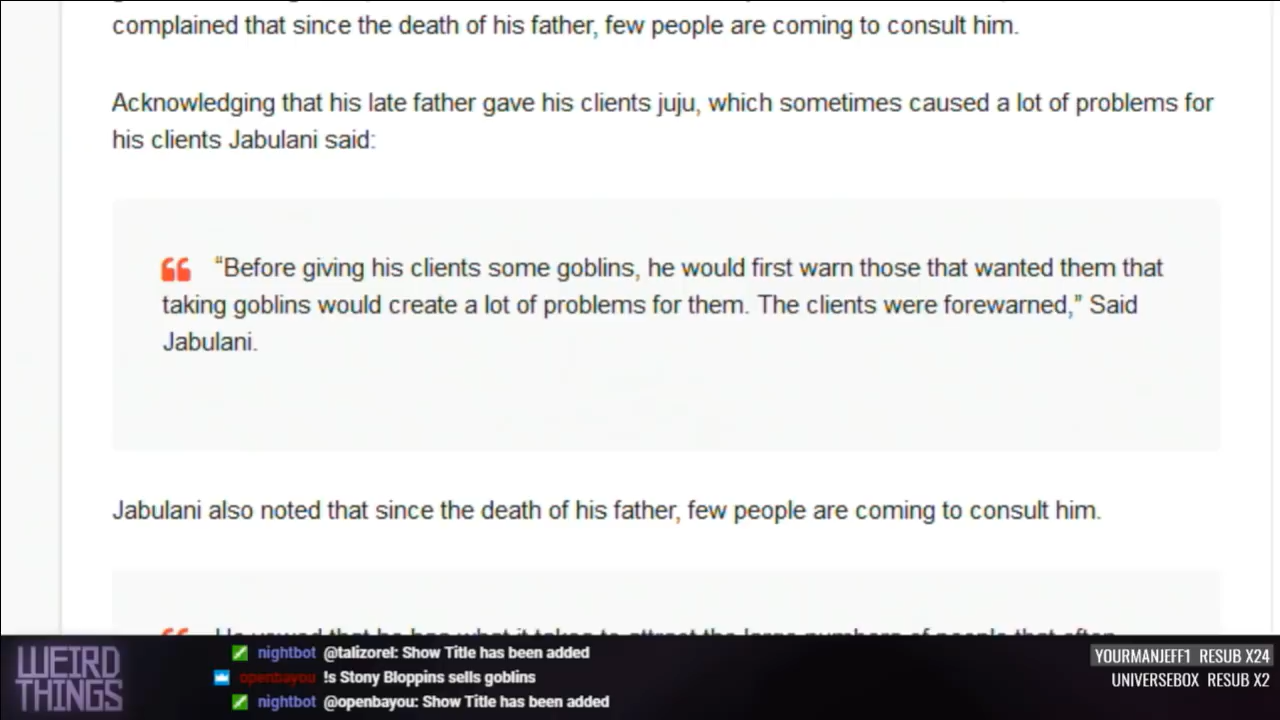 complained that since the death of his father, few people are coming to consult him.
Acknowledging that his late father gave his clients juju, which sometimes caused a lot of problems for
his clients Jabulani said:
“Before giving his clients some goblins, he would first warn those that wanted them that
taking goblins would create a lot of problems for them. The clients were forewarned,” Said
Jabulani.
Jabulani also noted that since the death of his father, few people are coming to consult him.
WEIRD
THINGS
nightbot @talizorel: Show Title has been added
openbayou !s Stony Bloppins sells goblins
nightbot @openbayou: Show Title has been added
YOURMANJEFF1 RESUB X24
UNIVERSEBOX RESUB X2